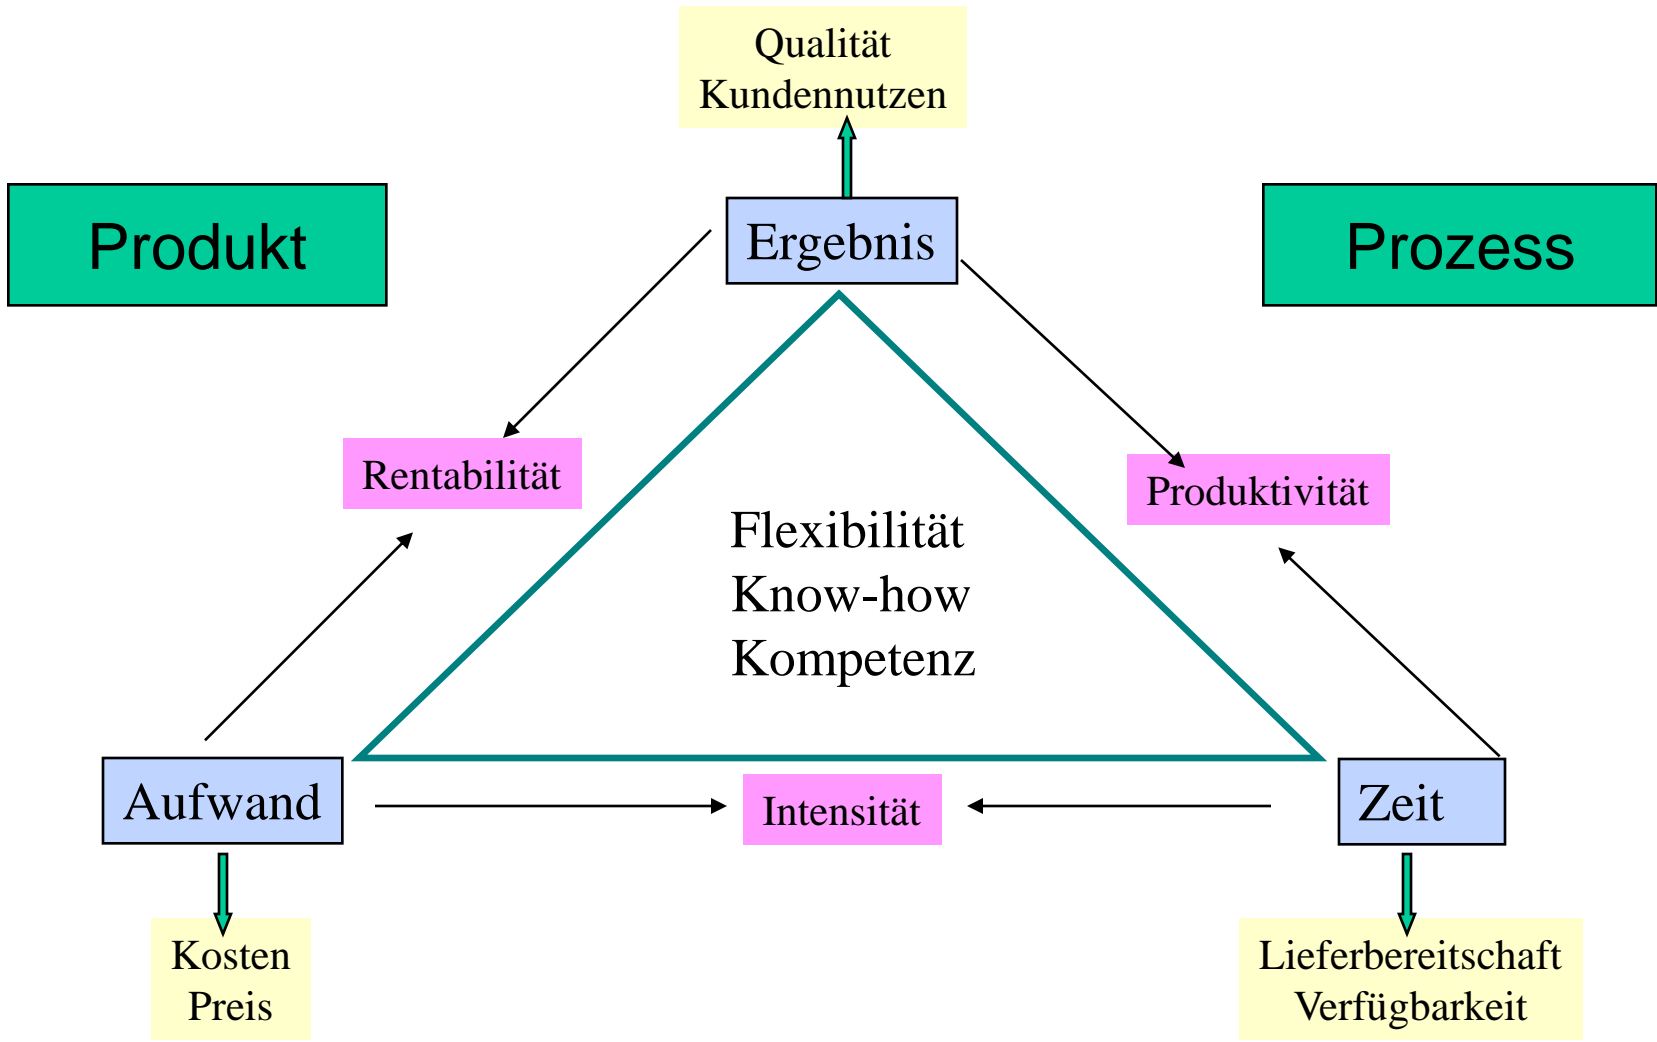 Qualität
Kundennutzen
Produkt
Ergebnis
Prozess
Rentabilität
Produktivität
Flexibilität
Know-how
Kompetenz
Aufwand
Intensität
Zeit
Kosten
Preis
Lieferbereitschaft
Verfügbarkeit